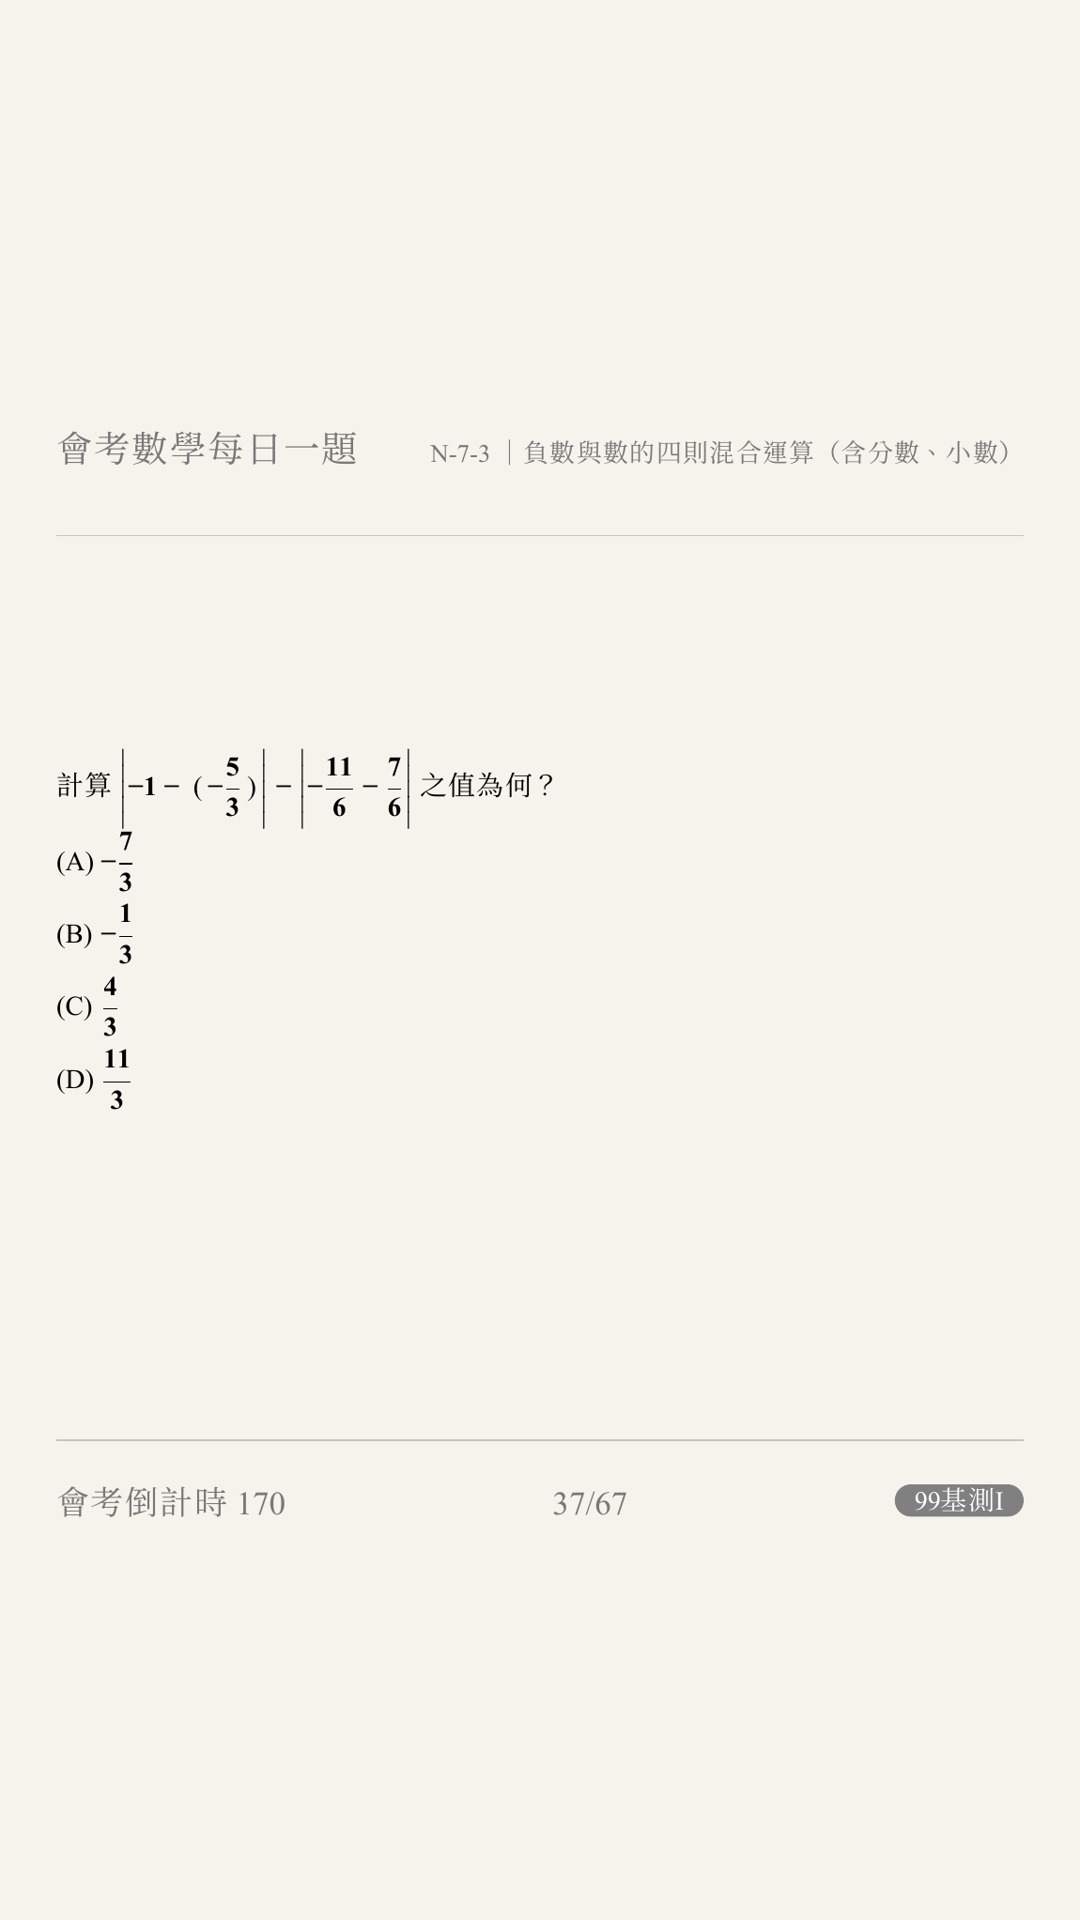 會考數學每日一題
N-7-3｜負數與數的四則混合運算（含分數、小數）
計算 |−1 − (−5/3)| − |−11/6 − 7/6| 之值為何？
(A) −7/3
(B) −1/3
(C) 4/3
(D) 11/3
會考倒計時 170
37/67
99基測I